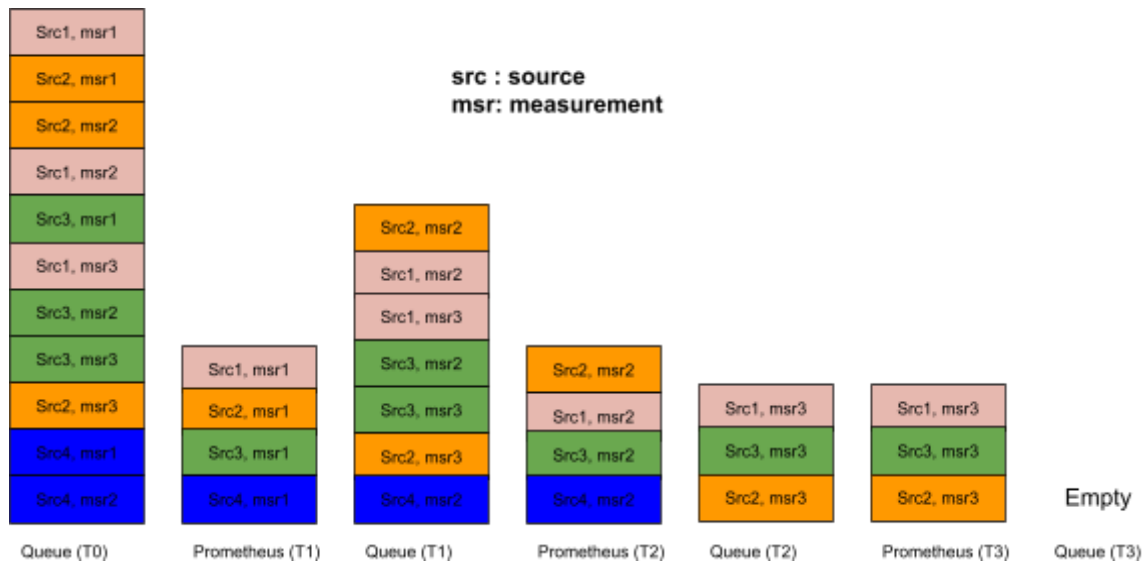 Src1, msr1
Src2, msr1
Src2, msr2
Src1, msr2
Src3, msr1
Src1, msr3
Src3, msr2
Src3, msr3
Src2, msr3
Src4, msr1
Src4, msr2
Queue (T0)
Src1, msr1
Src2, msr1
Src3, msr1
Src4, msr1
Prometheus (T1)
src : source
msr: measurement
Src2, msr2
Src1, msr2
Src1, msr3
Src3, msr2
Src3, msr3
Src2, msr3
Src4, msr2
Queue (T1)
Src2, msr2
Src1, msr2
Src3, msr2
Src4, msr2
Prometheus (T2)
Src1, msr3
Src3, msr3
Src2, msr3
Queue (T2)
Src1, msr3
Src3, msr3
Src2, msr3
Prometheus (T3)
Empty
Queue (T3)